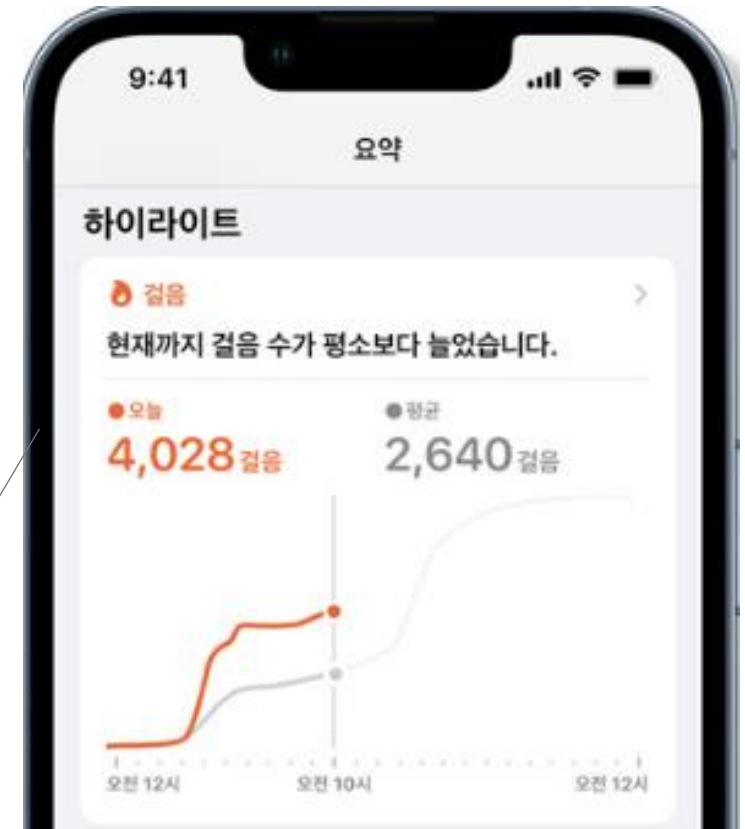 9:41
요약
하이라이트
걸음
현재까지 걸음 수가 평소보다 늘었습니다.
오늘 평균
4,028걸음 2,640걸음
오전 12시 오전 10시 오전 12시